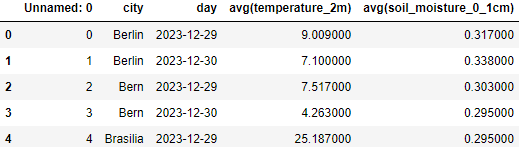 Unnamed: 0 city day avg(temperature_2m) avg(soil_moisture_0_1cm)
0 0 Berlin 2023-12-29 9.009000 0.317000
1 1 Berlin 2023-12-30 7.100000 0.338000
2 2 Bern 2023-12-29 7.517000 0.303000
3 3 Bern 2023-12-30 4.263000 0.295000
4 4 Brasilia 2023-12-29 25.187000 0.295000